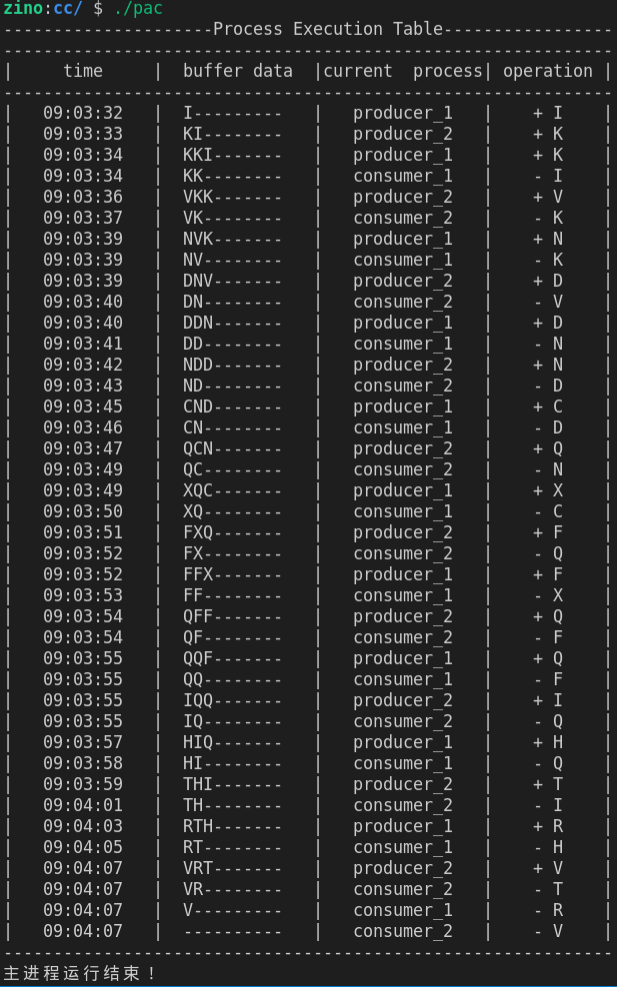 zino:cc/ $ ./pac
---------------------Process Execution Table-----------------
-------------------------------------------------------------
|     time     |  buffer data  |current  process| operation |
-------------------------------------------------------------
|   09:03:32   |  I---------   |   producer_1   |    + I    |
|   09:03:33   |  KI--------   |   producer_2   |    + K    |
|   09:03:34   |  KKI-------   |   producer_1   |    + K    |
|   09:03:34   |  KK--------   |   consumer_1   |    - I    |
|   09:03:36   |  VKK-------   |   producer_2   |    + V    |
|   09:03:37   |  VK--------   |   consumer_2   |    - K    |
|   09:03:39   |  NVK-------   |   producer_1   |    + N    |
|   09:03:39   |  NV--------   |   consumer_1   |    - K    |
|   09:03:39   |  DNV-------   |   producer_2   |    + D    |
|   09:03:40   |  DN--------   |   consumer_2   |    - V    |
|   09:03:40   |  DDN-------   |   producer_1   |    + D    |
|   09:03:41   |  DD--------   |   consumer_1   |    - N    |
|   09:03:42   |  NDD-------   |   producer_2   |    + N    |
|   09:03:43   |  ND--------   |   consumer_2   |    - D    |
|   09:03:45   |  CND-------   |   producer_1   |    + C    |
|   09:03:46   |  CN--------   |   consumer_1   |    - D    |
|   09:03:47   |  QCN-------   |   producer_2   |    + Q    |
|   09:03:49   |  QC--------   |   consumer_2   |    - N    |
|   09:03:49   |  XQC-------   |   producer_1   |    + X    |
|   09:03:50   |  XQ--------   |   consumer_1   |    - C    |
|   09:03:51   |  FXQ-------   |   producer_2   |    + F    |
|   09:03:52   |  FX--------   |   consumer_2   |    - Q    |
|   09:03:52   |  FFX-------   |   producer_1   |    + F    |
|   09:03:53   |  FF--------   |   consumer_1   |    - X    |
|   09:03:54   |  QFF-------   |   producer_2   |    + Q    |
|   09:03:54   |  QF--------   |   consumer_2   |    - F    |
|   09:03:55   |  QQF-------   |   producer_1   |    + Q    |
|   09:03:55   |  QQ--------   |   consumer_1   |    - F    |
|   09:03:55   |  IQQ-------   |   producer_2   |    + I    |
|   09:03:55   |  IQ--------   |   consumer_2   |    - Q    |
|   09:03:57   |  HIQ-------   |   producer_1   |    + H    |
|   09:03:58   |  HI--------   |   consumer_1   |    - Q    |
|   09:03:59   |  THI-------   |   producer_2   |    + T    |
|   09:04:01   |  TH--------   |   consumer_2   |    - I    |
|   09:04:03   |  RTH-------   |   producer_1   |    + R    |
|   09:04:05   |  RT--------   |   consumer_1   |    - H    |
|   09:04:07   |  VRT-------   |   producer_2   |    + V    |
|   09:04:07   |  VR--------   |   consumer_2   |    - T    |
|   09:04:07   |  V---------   |   consumer_1   |    - R    |
|   09:04:07   |  ----------   |   consumer_2   |    - V    |
-------------------------------------------------------------
主进程运行结束！